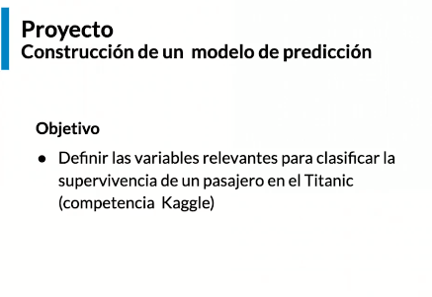 Proyecto
Construcción de un modelo de predicción
Objetivo
● Definir las variables relevantes para clasificar la
supervivencia de un pasajero en el Titanic
(competencia Kaggle)